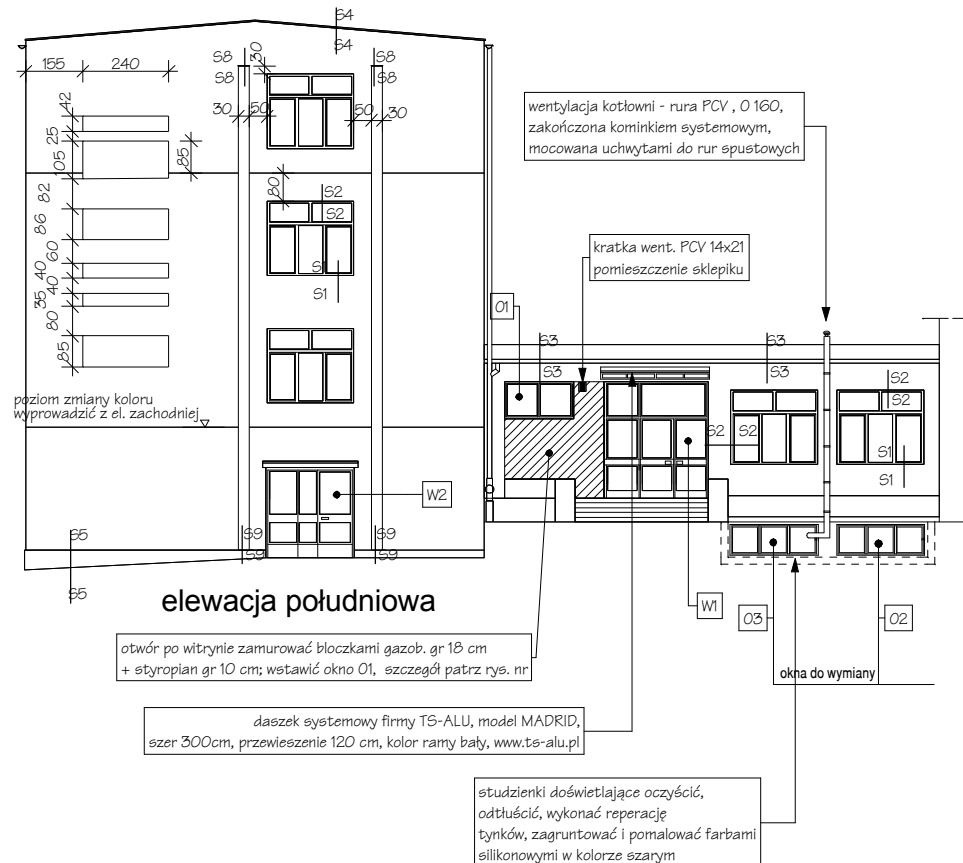 S4
S4
30
S8
S8
S8
S8
155
240
30
50
50
30
42
25
105
85
82
80
86
60
40
40
35
80
85
S2
S2
S1
S1
wentylacja kotłowni - rura PCV , O 160,
zakończona kominkiem systemowym,
mocowana uchwytami do rur spustowych
kratka went. PCV 14x21
pomieszczenie sklepiku
O1
S3
S3
S3
S3
S2
S2
S2
S2
S1
S1
poziom zmiany koloru
wyprowadzić z el. zachodniej
W2
S5
S5
S9
S9
S9
S9
elewacja południowa
W1
O3
O2
okna do wymiany
otwór po witrynie zamurować bloczkami gazob. gr 18 cm
+ styropian gr 10 cm; wstawić okno 01, szczegół patrz rys. nr
daszek systemowy firmy TS-ALU, model MADRID,
szer 300cm, przewieszenie 120 cm, kolor ramy bały, www.ts-alu.pl
studzienki doświetlające oczyścić,
odtłuścić, wykonać reperację
tynków, zagruntować i pomalować farbami
silikonowymi w kolorze szarym